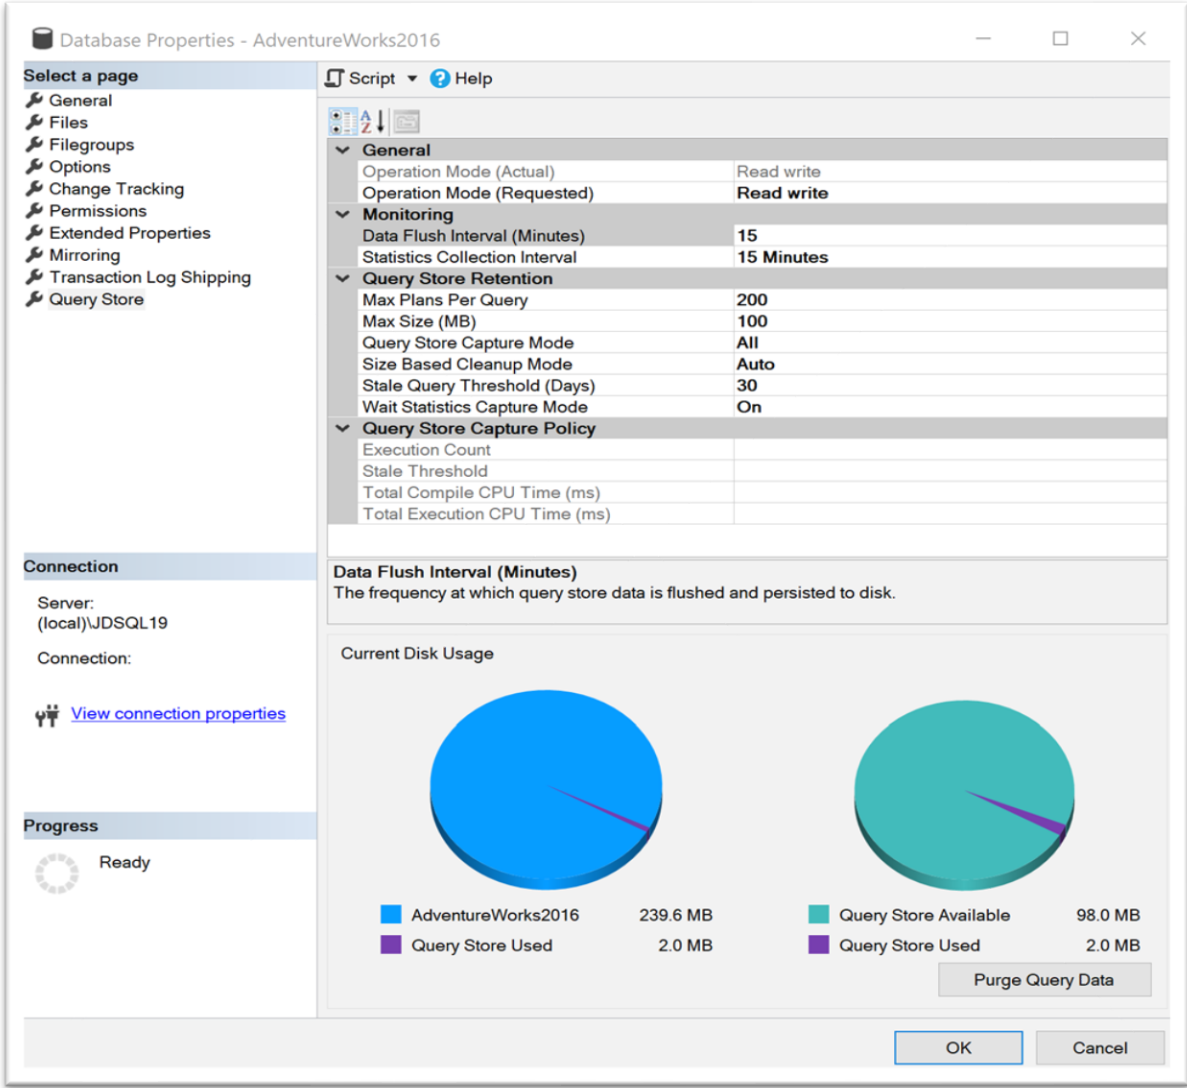 Database Properties - AdventureWorks2016
Select a page
General
Files
Filegroups
Options
Change Tracking
Permissions
Extended Properties
Mirroring
Transaction Log Shipping
Query Store
Connection
Server:
(local)\JDSQL19
Connection:
View connection properties
Progress
Ready
Script ? Help
A
Z
General
Operation Mode (Actual) Read write
Operation Mode (Requested) Read write
Monitoring
Data Flush Interval (Minutes) 15
Statistics Collection Interval 15 Minutes
Query Store Retention
Max Plans Per Query 200
Max Size (MB) 100
Query Store Capture Mode All
Size Based Cleanup Mode Auto
Stale Query Threshold (Days) 30
Wait Statistics Capture Mode On
Query Store Capture Policy
Execution Count
Stale Threshold
Total Compile CPU Time (ms)
Total Execution CPU Time (ms)
Data Flush Interval (Minutes)
The frequency at which query store data is flushed and persisted to disk.
Current Disk Usage
AdventureWorks2016 239.6 MB
Query Store Used 2.0 MB
Query Store Available 98.0 MB
Query Store Used 2.0 MB
Purge Query Data
OK Cancel